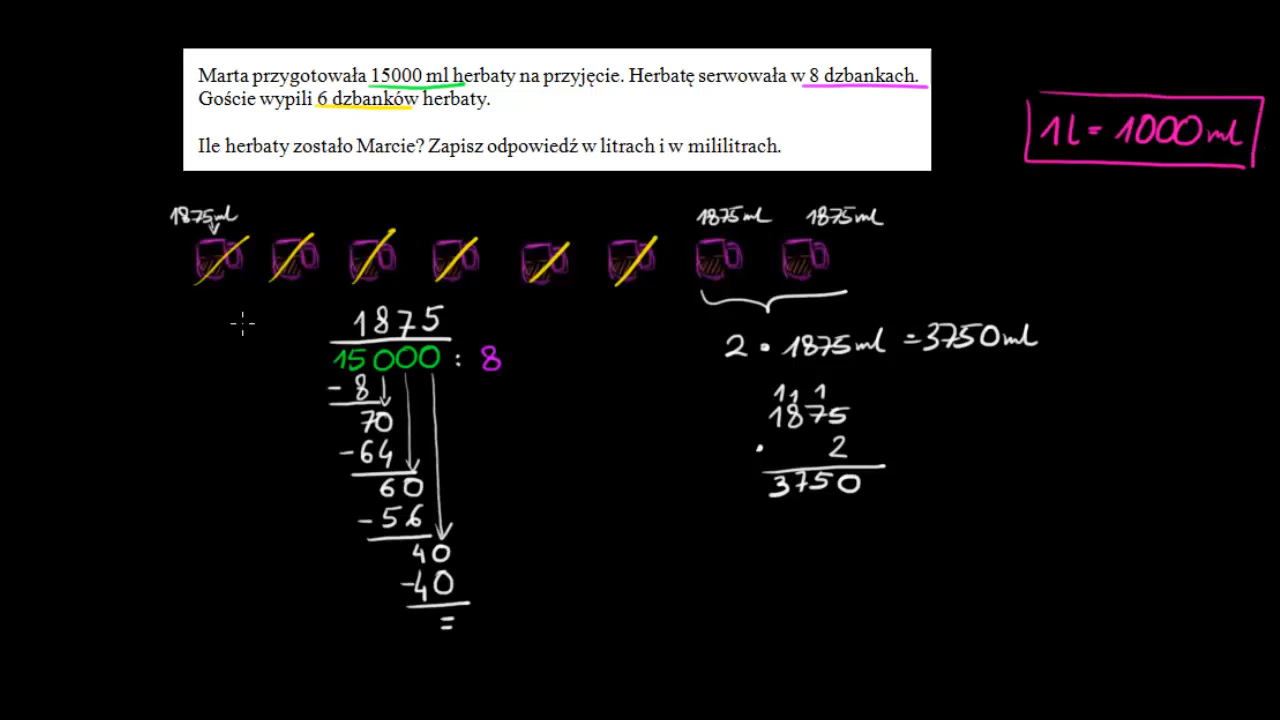 Marta przygotowała 15000 ml herbaty na przyjęcie. Herbatę serwowała w 8 dzbankach.
Goście wypili 6 dzbanków herbaty.
Ile herbaty zostało Marcie? Zapisz odpowiedź w litrach i w mililitrach.
1l = 1000ml
1875ml
1875ml
1875ml
1875
15000 : 8
- 8
70
- 64
60
- 56
40
- 40
=
2 · 1875ml = 3750ml
1 1 1
1875
· 2
3750